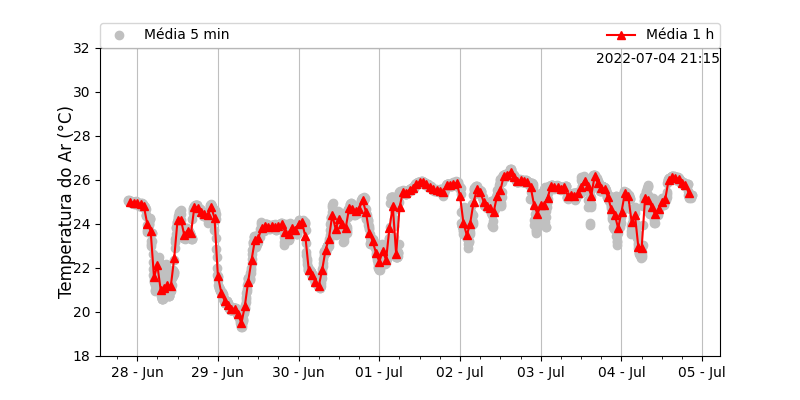 Média 5 min
Média 1 h
2022-07-04 21:15
Temperatura do Ar (°C)
32
30
28
26
24
22
20
18
28 - Jun
29 - Jun
30 - Jun
01 - Jul
02 - Jul
03 - Jul
04 - Jul
05 - Jul